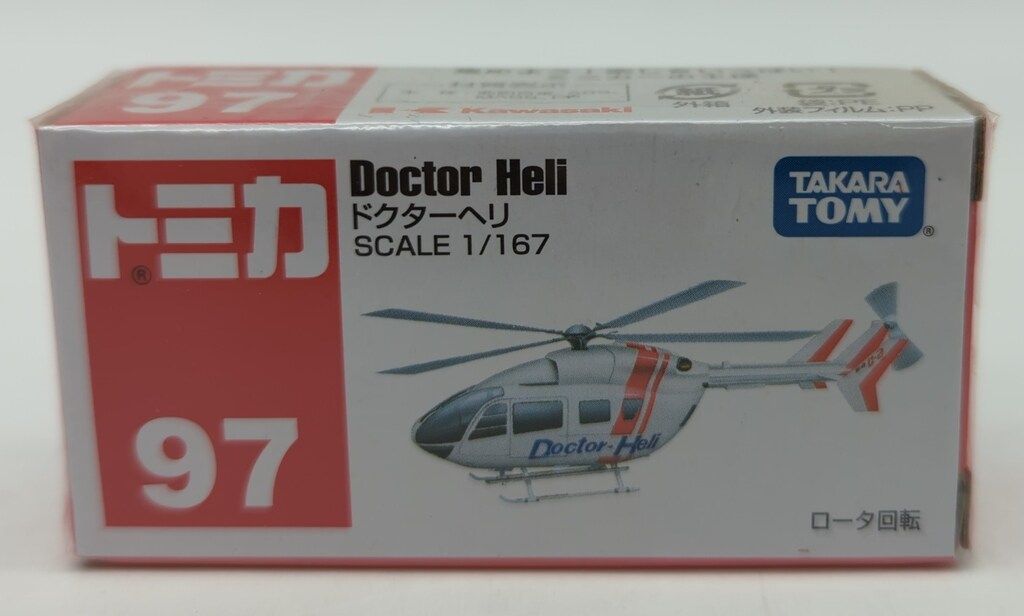 トミカ
97
Kawasaki
外箱
袋:PE
外装フィルム:PP
トミカ®
97
Doctor Heli
ドクターヘリ
SCALE 1/167
TAKARA
TOMY®
Doctor-Heli
ロータ回転